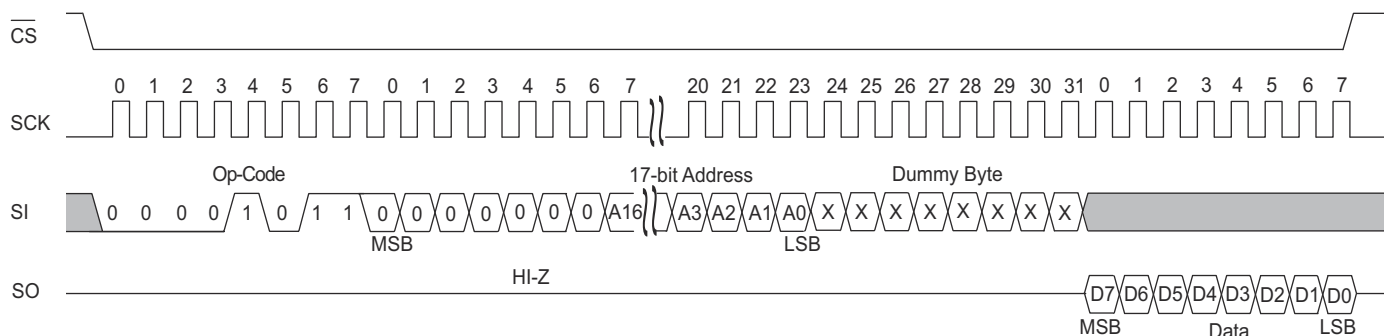 CS
0 1 2 3 4 5 6 7 0 1 2 3 4 5 6 7 20 21 22 23 24 25 26 27 28 29 30 31 0 1 2 3 4 5 6 7
SCK
Op-Code 17-bit Address Dummy Byte
SI 0 0 0 0 1 0 1 1 0 0 0 0 0 0 0 A16 A3 A2 A1 A0 X X X X X X X X
MSB LSB
HI-Z
SO D7 D6 D5 D4 D3 D2 D1 D0
MSB Data LSB